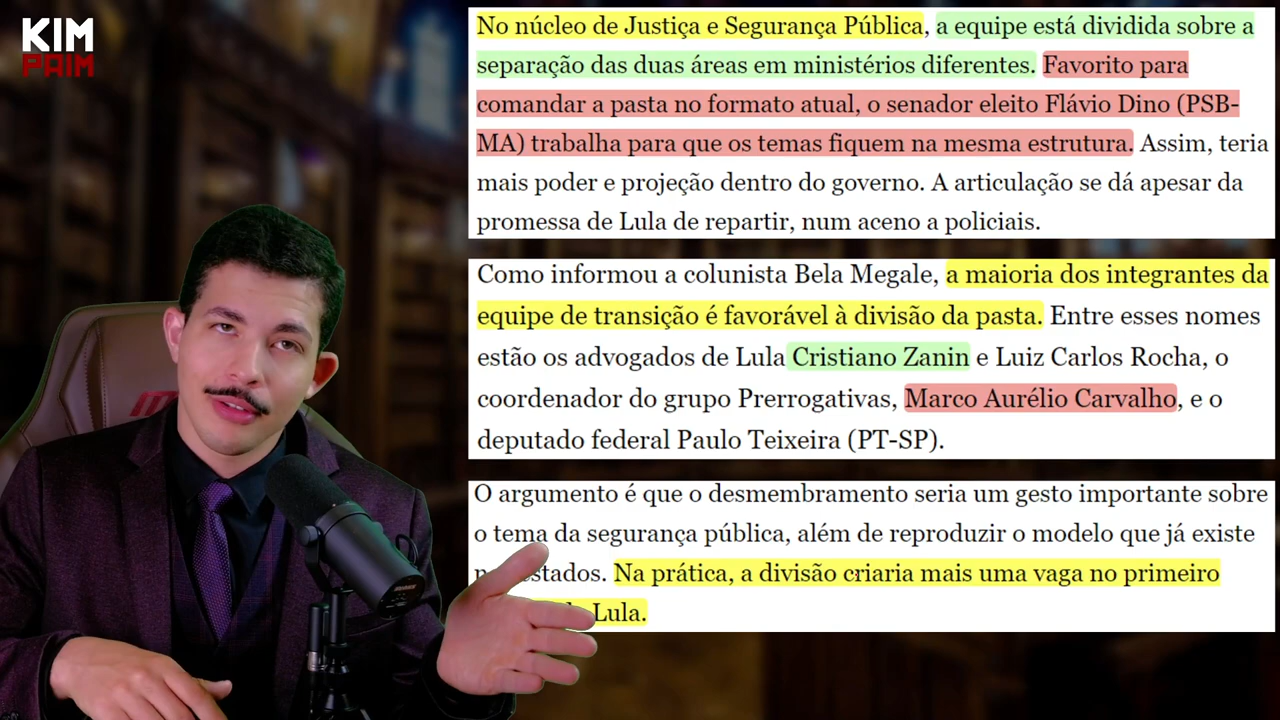 KIM
PAIM
No núcleo de Justiça e Segurança Pública, a equipe está dividida sobre a
separação das duas áreas em ministérios diferentes. Favorito para
comandar a pasta no formato atual, o senador eleito Flávio Dino (PSB-
MA) trabalha para que os temas fiquem na mesma estrutura. Assim, teria
mais poder e projeção dentro do governo. A articulação se dá apesar da
promessa de Lula de repartir, num aceno a policiais.
Como informou a colunista Bela Megale, a maioria dos integrantes da
equipe de transição é favorável à divisão da pasta. Entre esses nomes
estão os advogados de Lula Cristiano Zanin e Luiz Carlos Rocha, o
coordenador do grupo Prerrogativas, Marco Aurélio Carvalho, e o
deputado federal Paulo Teixeira (PT-SP).
O argumento é que o desmembramento seria um gesto importante sobre
o tema da segurança pública, além de reproduzir o modelo que já existe
estados. Na prática, a divisão criaria mais uma vaga no primeiro
Lula.